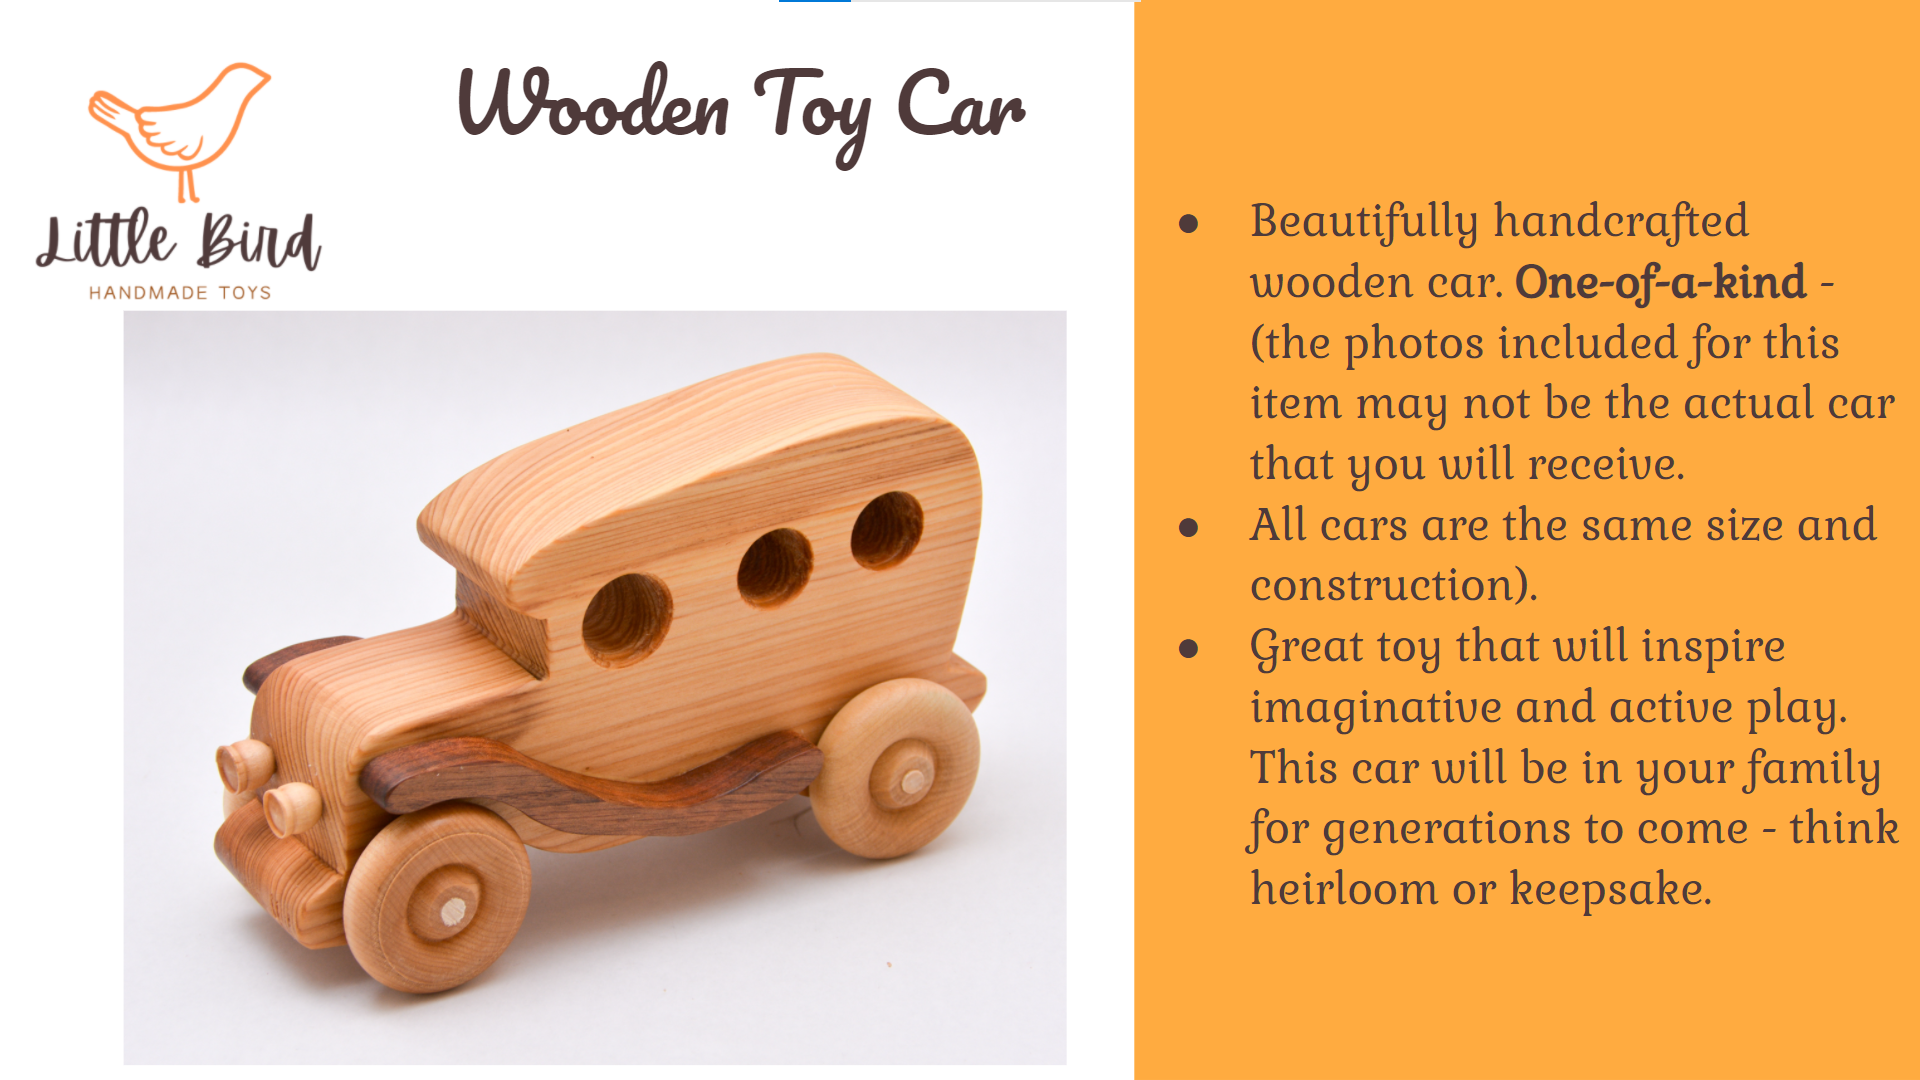 Wooden Toy Car
Little Bird
HANDMADE TOYS
● Beautifully handcrafted
wooden car. One-of-a-kind -
(the photos included for this
item may not be the actual car
that you will receive.
● All cars are the same size and
construction).
● Great toy that will inspire
imaginative and active play.
This car will be in your family
for generations to come - think
heirloom or keepsake.